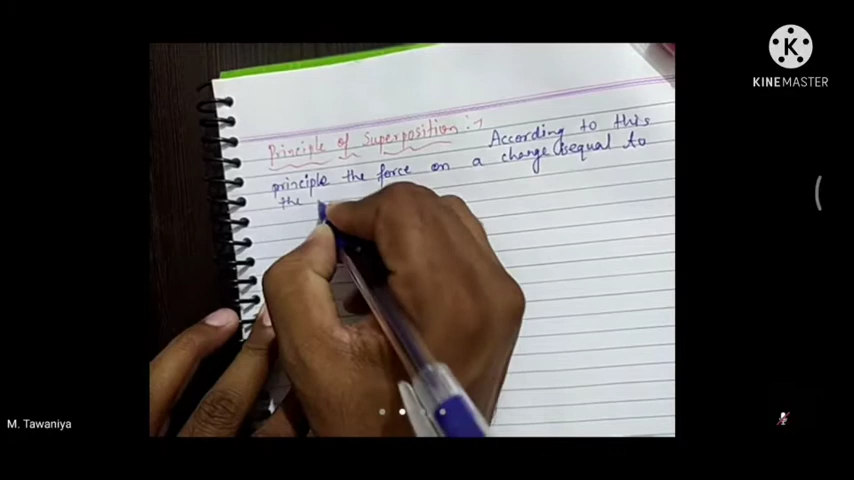 KINEMASTER
Principle of Superposition :-
According to this
principle the force on a charge is equal to
the
M. Tawaniya